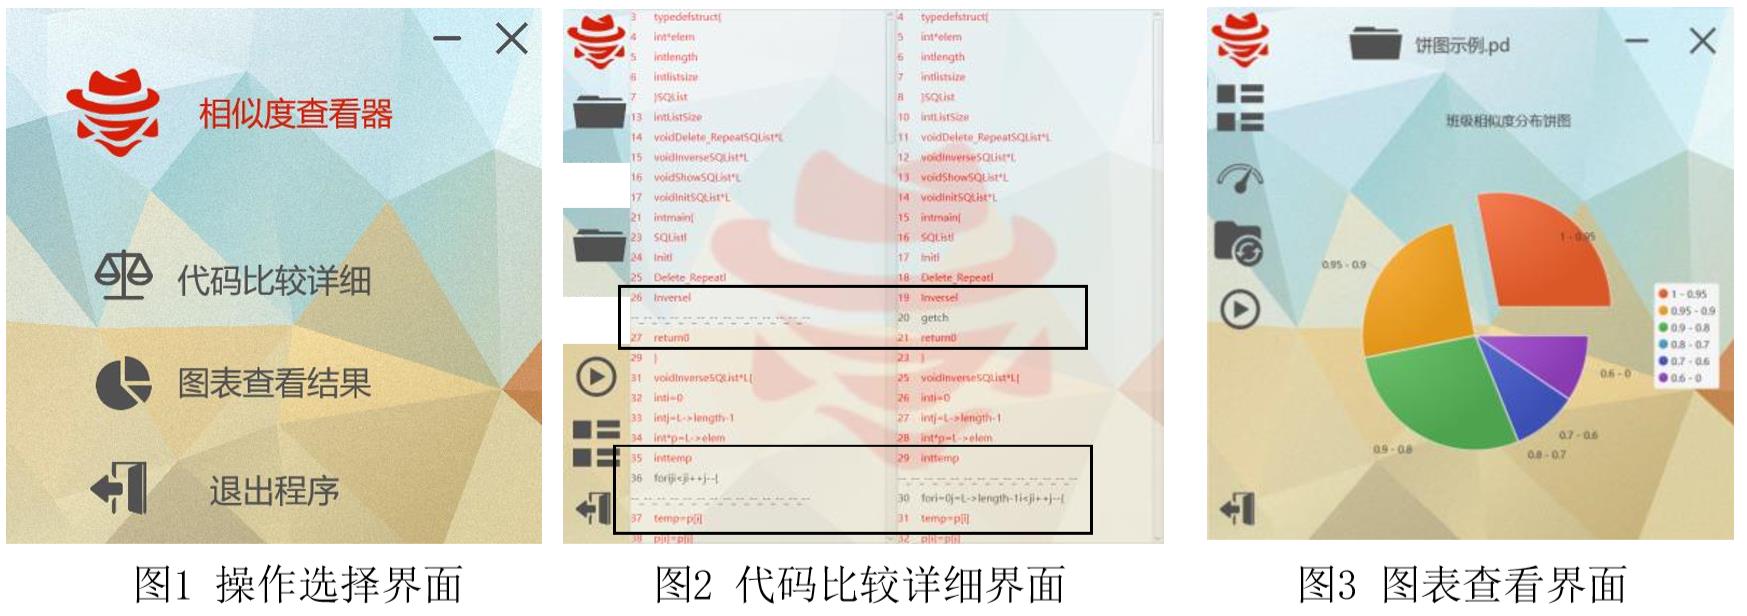 相似度查看器
代码比较详细
图表查看结果
退出程序
图1 操作选择界面
3 typedefstruct{ 4 typedefstruct{
4 int*elem 5 int*elem
5 intlength 6 intlength
6 intlistsize 7 intlistsize
7 }SQList 8 }SQList
13 intListSize 10 intListSize
14 voidDelete_RepeatSQList*L 11 voidDelete_RepeatSQList*L
15 voidInverseSQList*L 12 voidInverseSQList*L
16 voidShowSQList*L 13 voidShowSQList*L
17 voidInitSQList*L 14 voidInitSQList*L
21 intmain{ 15 intmain{
23 SQListl 16 SQListl
24 Initl 17 Initl
25 Delete_Repeatl 18 Delete_Repeatl
26 Inversel 19 Inversel
20 getch
27 return0 21 return0
29 } 23 }
31 voidInverseSQList*L{ 25 voidInverseSQList*L{
32 inti=0 26 inti=0
33 intj=L->length-1 27 intj=L->length-1
34 int*p=L->elem 28 int*p=L->elem
35 inttemp 29 inttemp
36 foriji<ji++j--{
30 fori=0j=L->length-1i<ji++j--{
37 temp=p[i] 31 temp=p[i]
38 p[i]=p[j] 32 p[i]=p[j]
图2 代码比较详细界面
饼图示例.pd
班级相似度分布饼图
1 - 0.95
0.95 - 0.9
0.6 - 0
0.7 - 0.6
0.8 - 0.7
0.9 - 0.8
1 - 0.95
0.95 - 0.9
0.9 - 0.8
0.8 - 0.7
0.7 - 0.6
0.6 - 0
图3 图表查看界面